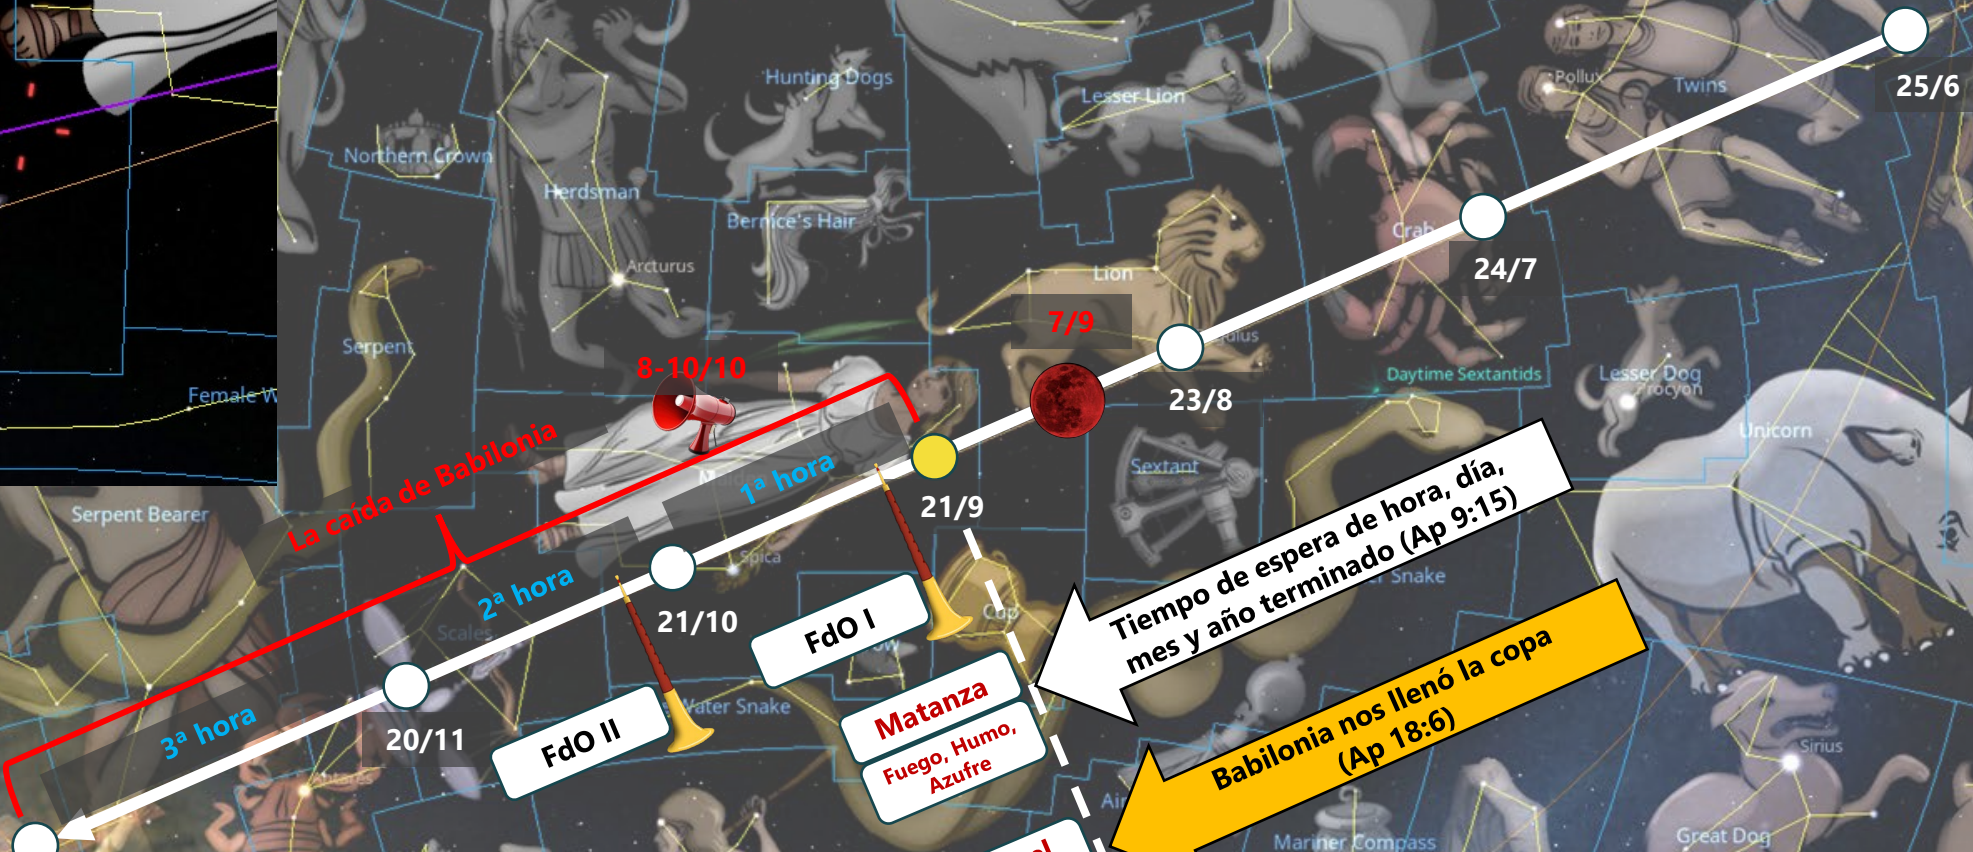 Hunting Dogs
Lesser Lion
Pollux
Twins
25/6
Northern Crown
Herdsman
Bernice's Hair
Crab
Arcturus
Lion
24/7
7/9
Serpent
8-10/10
Daytime Sextantids
Lesser Dog
Procyon
Female W
23/8
Unicorn
La caída de Babilonia
1ª hora
Sextant
Serpent Bearer
21/9
Tiempo de espera de hora, día,
mes y año terminado (Ap 9:15)
Spica
2ª hora
21/10
FdO I
Cup
er Snake
Scales
Babilonia nos llenó la copa
(Ap 18:6)
3ª hora
20/11
FdO II
Water Snake
Matanza
Fuego, Humo,
Azufre
Antares
Sirius
Air
Mariner Compass
Great Dog